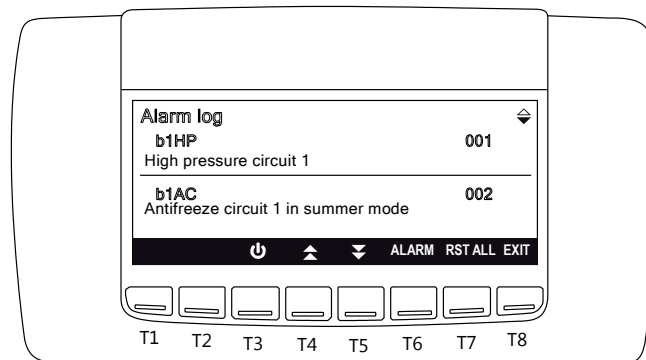 Alarm log
b1HP 001
High pressure circuit 1
b1AC 002
Antifreeze circuit 1 in summer mode
ALARM RST ALL EXIT
T1 T2 T3 T4 T5 T6 T7 T8